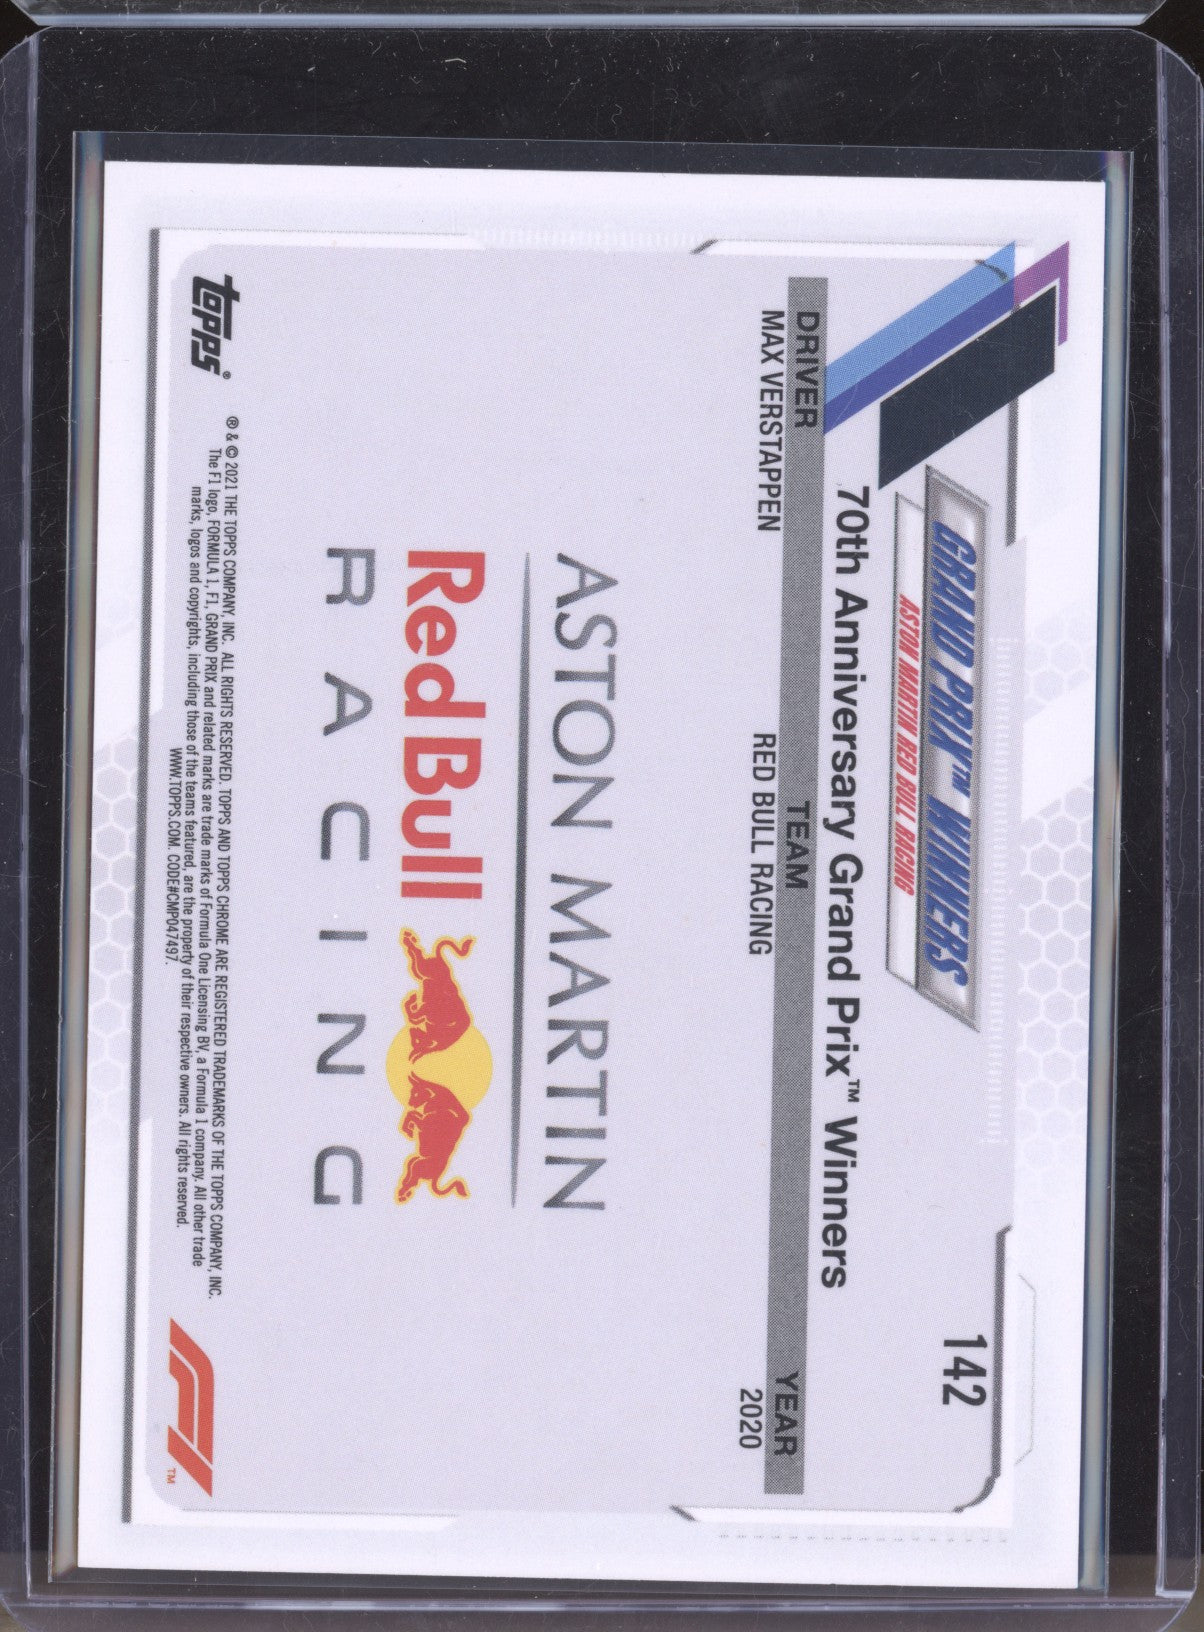 142
GRAND PRIX™ WINNERS
ASTON MARTIN RED BULL RACING
70th Anniversary Grand Prix™ Winners
DRIVER TEAM YEAR
MAX VERSTAPPEN RED BULL RACING 2020
ASTON MARTIN
Red Bull
RACING
topps®
® & © 2021 THE TOPPS COMPANY, INC. ALL RIGHTS RESERVED. TOPPS AND TOPPS CHROME ARE REGISTERED TRADEMARKS OF THE TOPPS COMPANY, INC.
The F1 logo, FORMULA 1, F1, GRAND PRIX and related marks are trade marks of Formula One Licensing BV, a Formula 1 company. All other trade
marks, logos and copyrights, including those of the teams featured, are the property of their respective owners. All rights reserved.
WWW.TOPPS.COM. CODE#CMP047497.
F1™